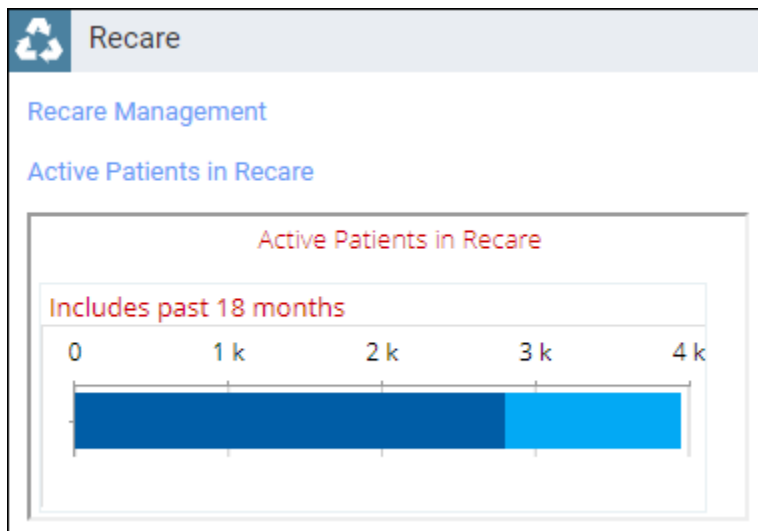 Recare
Recare Management
Active Patients in Recare
Active Patients in Recare
Includes past 18 months
0 1 k 2 k 3 k 4 k